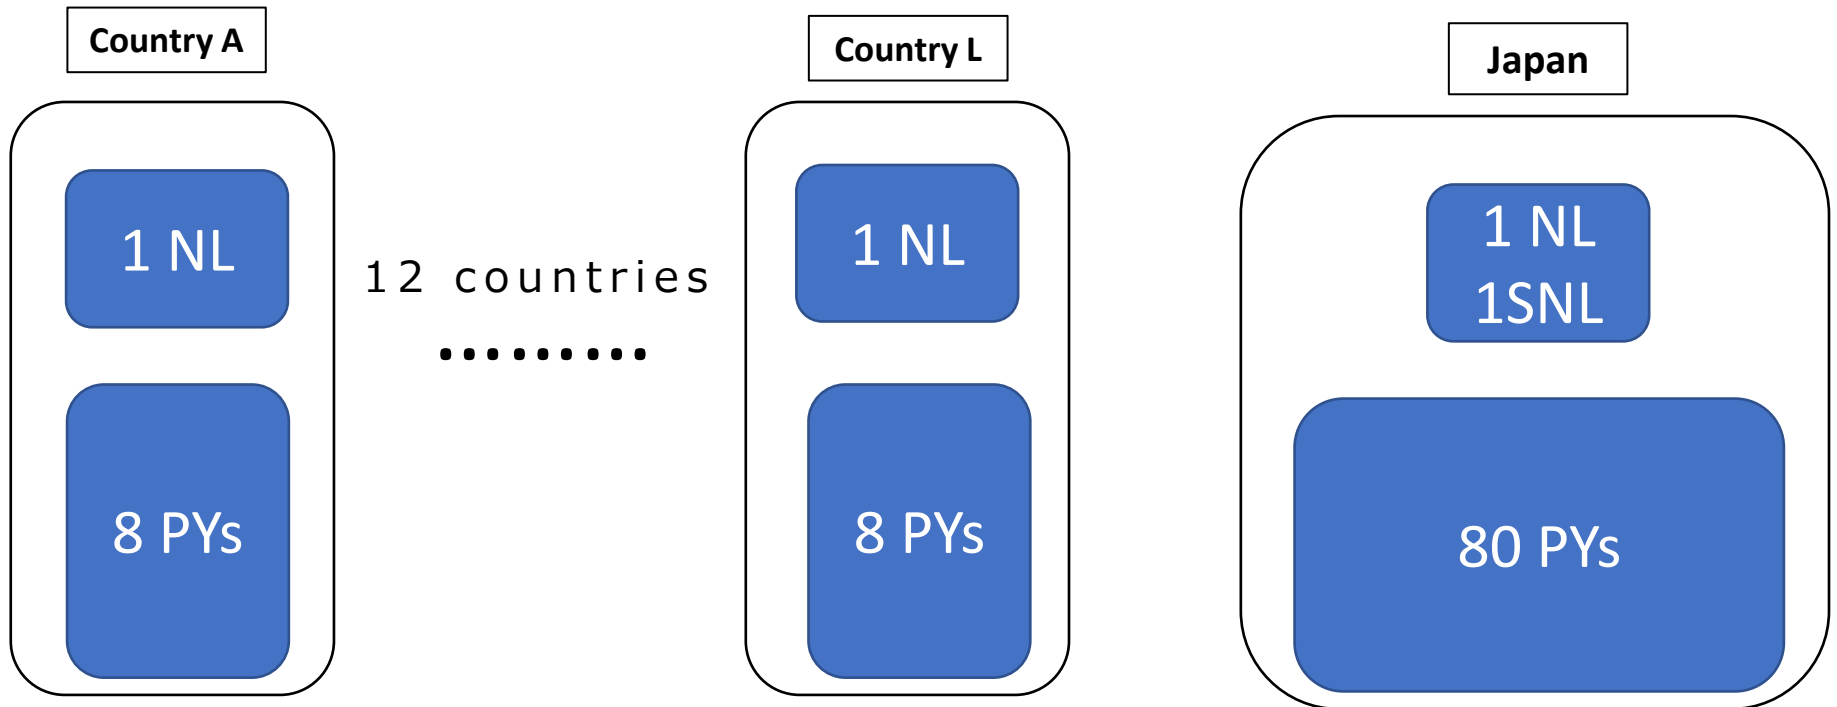 Country A
1 NL
8 PYs
12 countries
………
Country L
1 NL
8 PYs
Japan
1 NL
1SNL
80 PYs